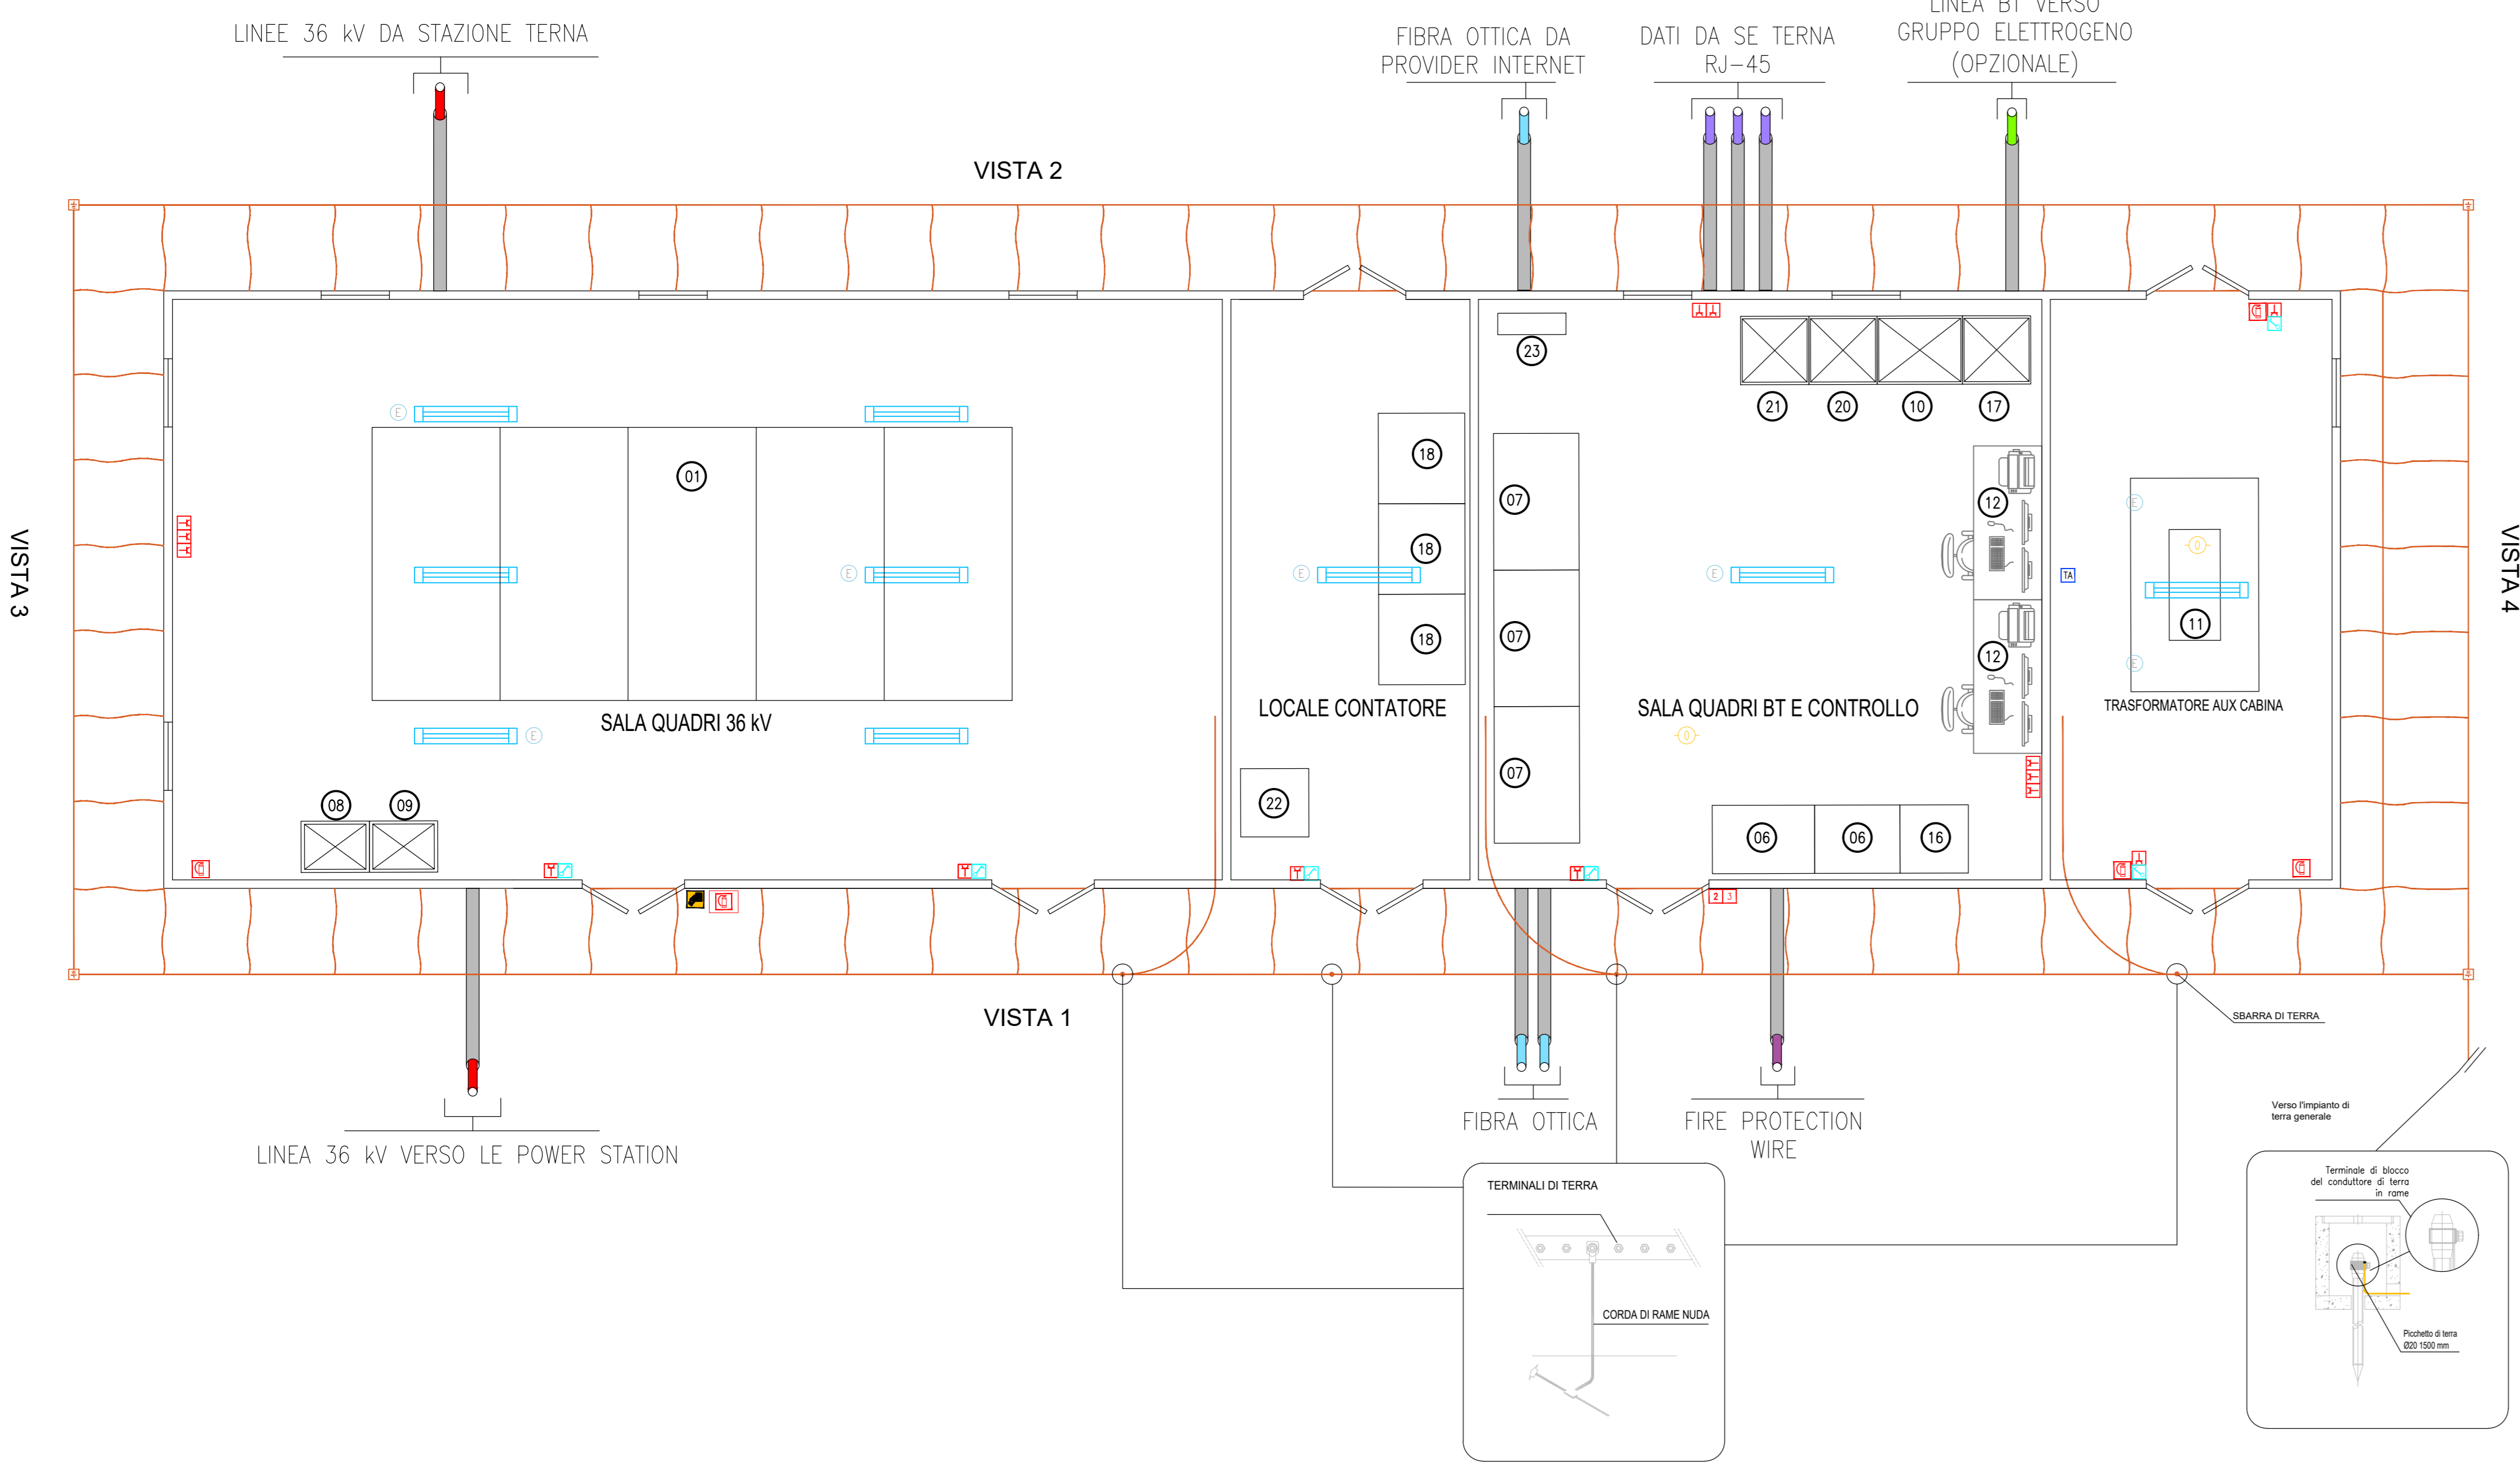 LINEE 36 kV DA STAZIONE TERNA
FIBRA OTTICA DA
PROVIDER INTERNET
DATI DA SE TERNA
RJ-45
LINEA BT VERSO
GRUPPO ELETTROGENO
(OPZIONALE)
VISTA 2
VISTA 3
VISTA 4
23
21
20
10
17
E
01
18
07
12
E
18
E
E
E
TA
O
11
18
07
12
E
SALA QUADRI 36 kV
LOCALE CONTATORE
SALA QUADRI BT E CONTROLLO
TRASFORMATORE AUX CABINA
E
O
08
09
22
07
06
06
16
2 3
VISTA 1
SBARRA DI TERRA
LINEA 36 kV VERSO LE POWER STATION
FIBRA OTTICA
FIRE PROTECTION
WIRE
Verso l'impianto di
terra generale
TERMINALI DI TERRA
CORDA DI RAME NUDA
Terminale di blocco
del conduttore di terra
in rame
Picchetto di terra
Ø20 1500 mm